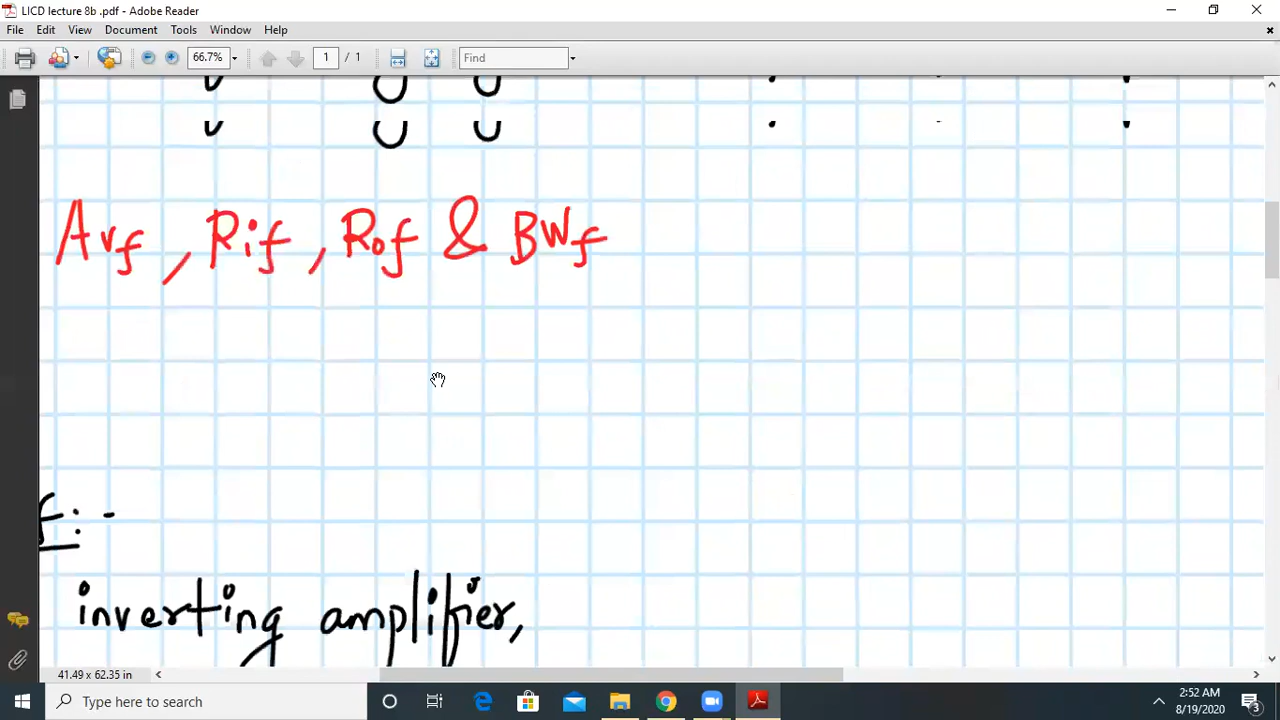 LICD lecture 8b .pdf - Adobe Reader
File Edit View Document Tools Window Help
66.7% 1 / 1 Find
Avf , Rif , Rof & BWf
f: -
inverting amplifier,
41.49 x 62.35 in
Type here to search
2:52 AM
8/19/2020
3